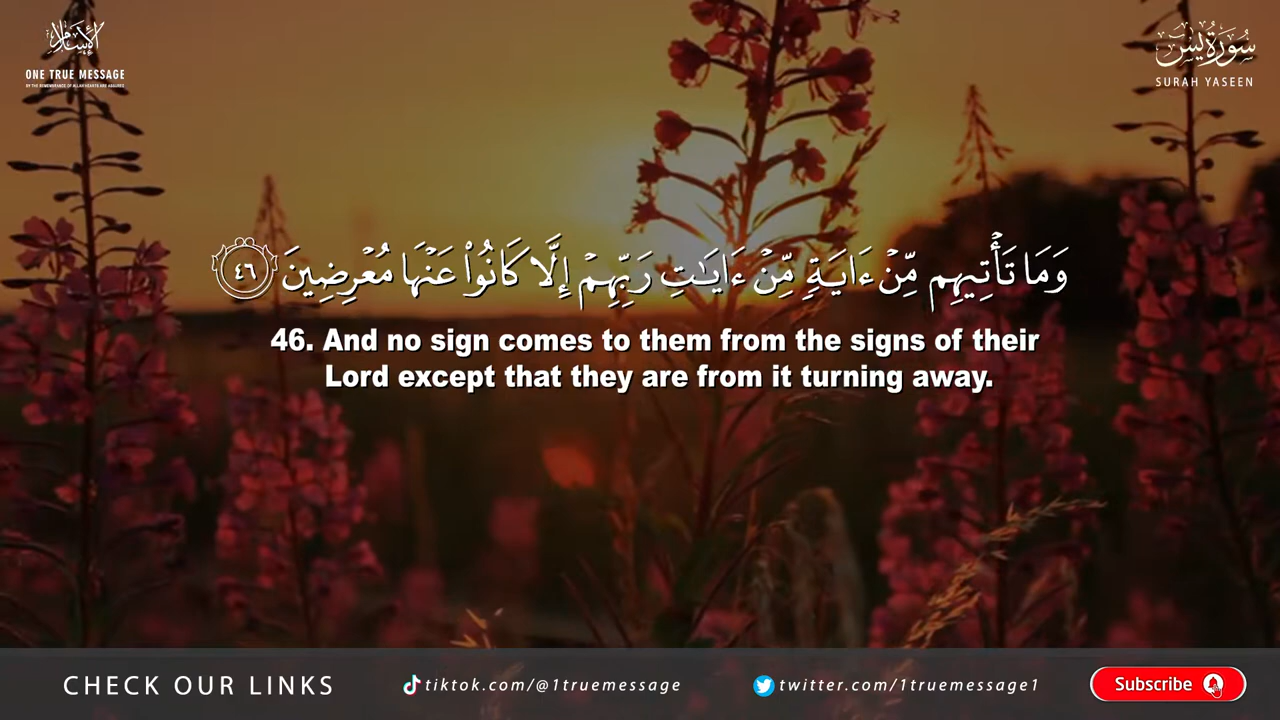 الإسلام
ONE TRUE MESSAGE
BY THE REMEMBRANCE OF ALLAH HEARTS ARE ASSURED
سورة يس
SURAH YASEEN
وَمَا تَأْتِيهِم مِّنْ ءَايَةٍ مِّنْ ءَايَٰتِ رَبِّهِمْ إِلَّا كَانُوا۟ عَنْهَا مُعْرِضِينَ ٤٦
46. And no sign comes to them from the signs of their
Lord except that they are from it turning away.
CHECK OUR LINKS
tiktok.com/@1truemessage
twitter.com/1truemessage1
Subscribe